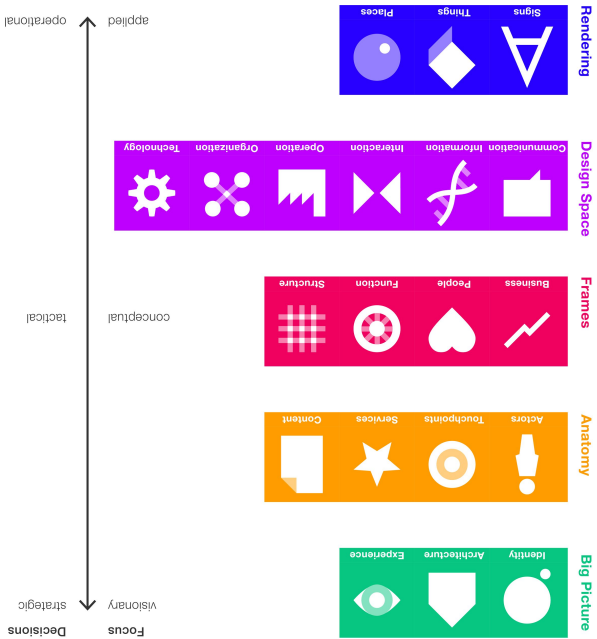 Big Picture
Identity
Architecture
Experience
Anatomy
Actors
Touchpoints
Services
Content
Frames
Business
People
Function
Structure
Design Space
Communication
Information
Interaction
Operation
Organization
Technology
Rendering
Signs
Things
Places
Focus
visionary
conceptual
applied
Decisions
strategic
tactical
operational